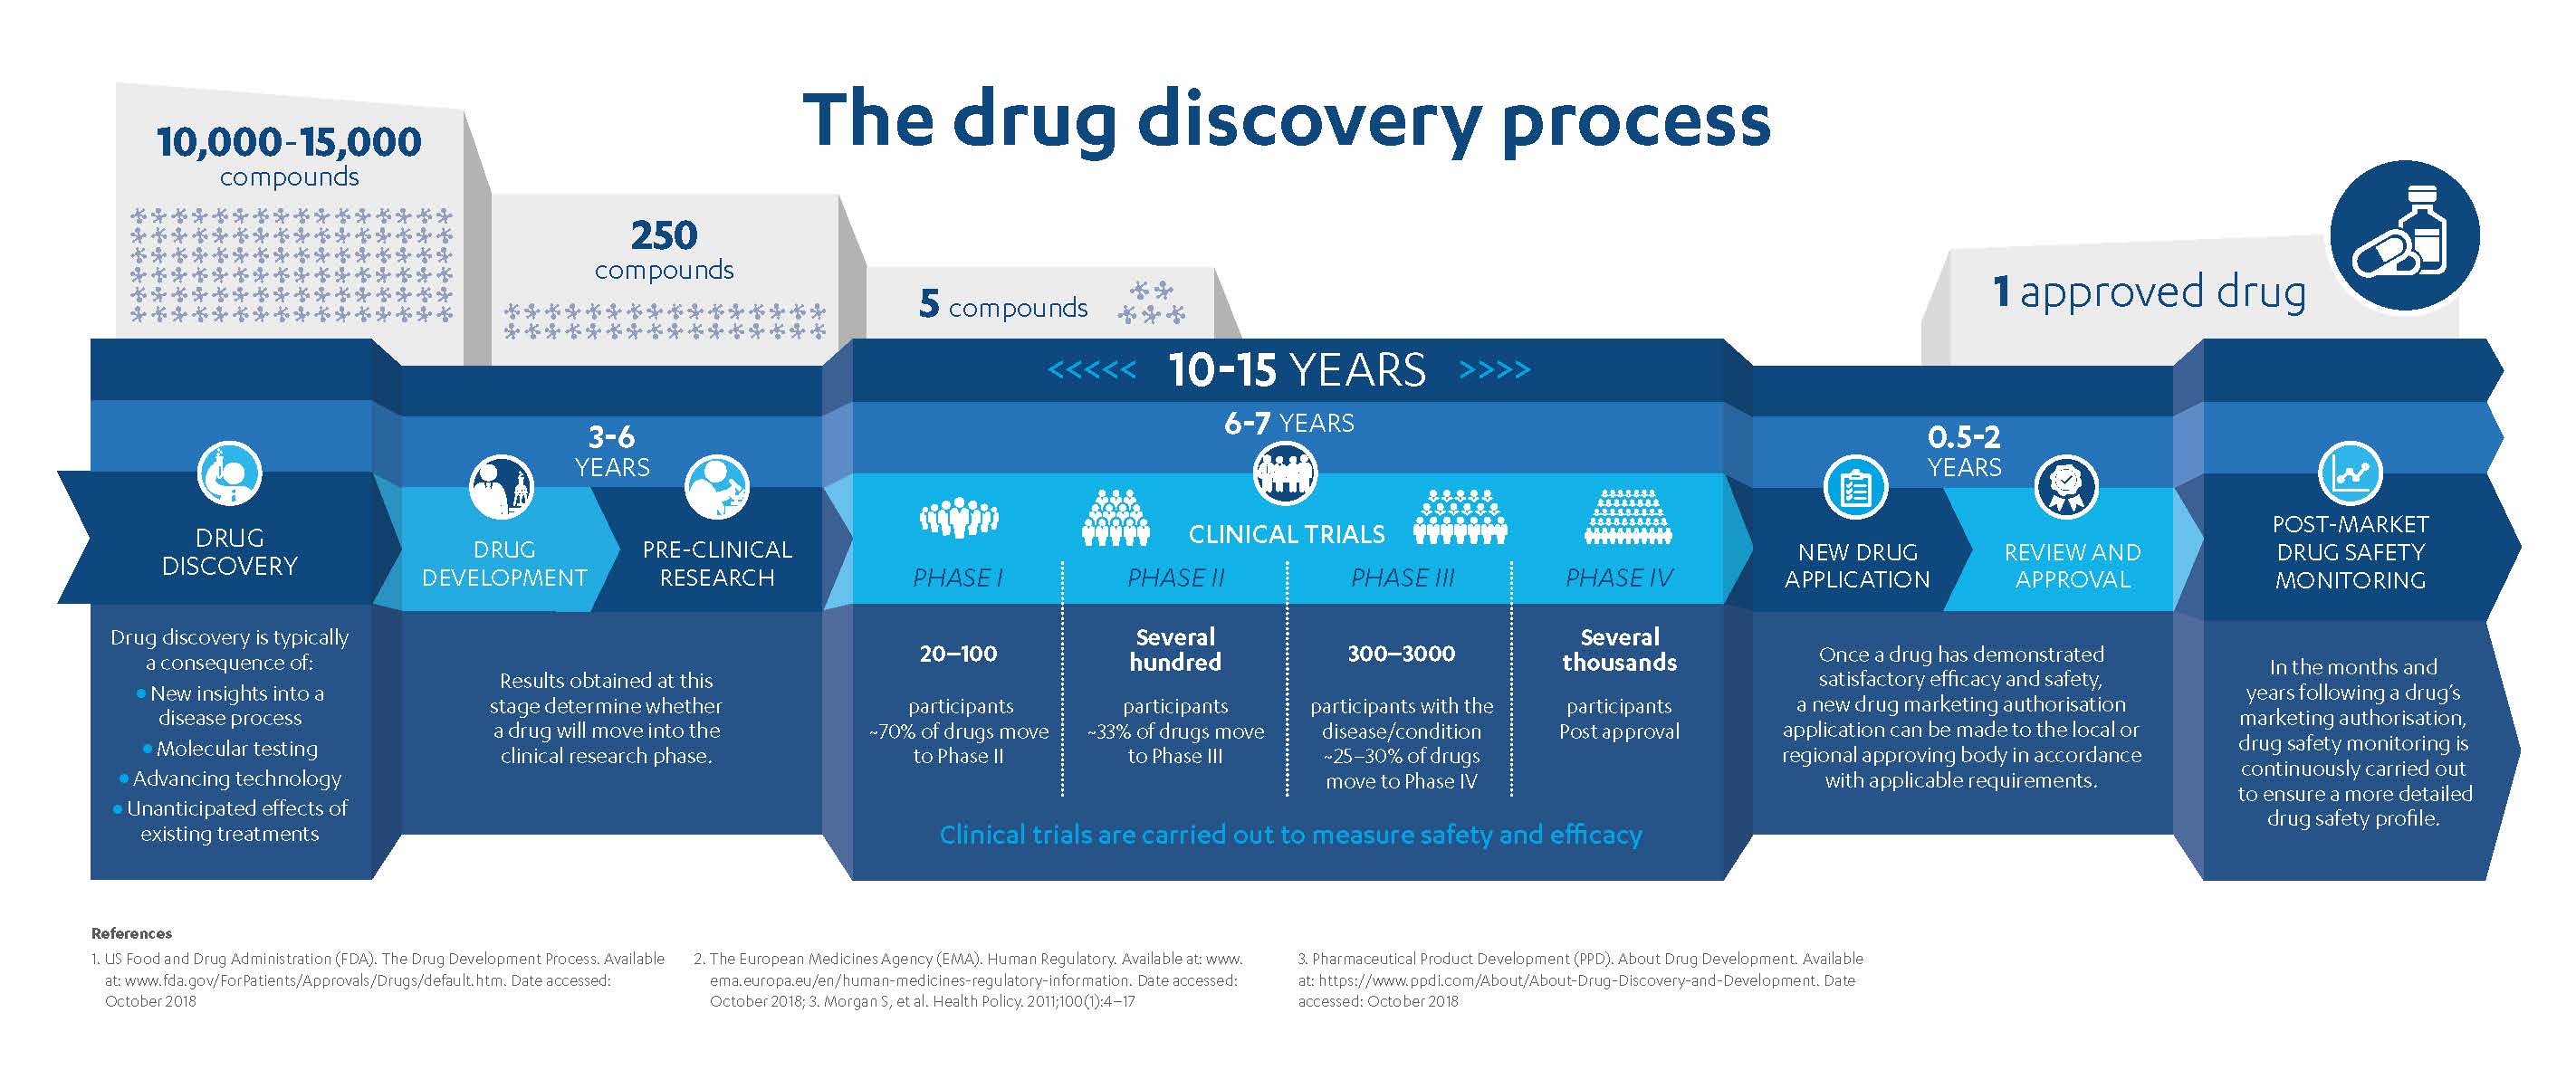 The drug discovery process
10,000-15,000
compounds
250
compounds
5 compounds
1 approved drug
<<<<< 10-15 YEARS >>>>
3-6
YEARS
6-7 YEARS
0.5-2
YEARS
DRUG
DISCOVERY
DRUG
DEVELOPMENT
PRE-CLINICAL
RESEARCH
CLINICAL TRIALS
PHASE I
PHASE II
PHASE III
PHASE IV
NEW DRUG
APPLICATION
REVIEW AND
APPROVAL
POST-MARKET
DRUG SAFETY
MONITORING
Drug discovery is typically
a consequence of:
• New insights into a
disease process
• Molecular testing
• Advancing technology
• Unanticipated effects of
existing treatments
Results obtained at this
stage determine whether
a drug will move into the
clinical research phase.
20–100
participants
~70% of drugs move
to Phase II
Several
hundred
participants
~33% of drugs move
to Phase III
300–3000
participants with the
disease/condition
~25–30% of drugs
move to Phase IV
Several
thousands
participants
Post approval
Clinical trials are carried out to measure safety and efficacy
Once a drug has demonstrated
satisfactory efficacy and safety,
a new drug marketing authorisation
application can be made to the local or
regional approving body in accordance
with applicable requirements.
In the months and
years following a drug's
marketing authorisation,
drug safety monitoring is
continuously carried out
to ensure a more detailed
drug safety profile.
References
1. US Food and Drug Administration (FDA). The Drug Development Process. Available
at: www.fda.gov/ForPatients/Approvals/Drugs/default.htm. Date accessed:
October 2018
2. The European Medicines Agency (EMA). Human Regulatory. Available at: www.
ema.europa.eu/en/human-medicines-regulatory-information. Date accessed:
October 2018; 3. Morgan S, et al. Health Policy. 2011;100(1):4–17
3. Pharmaceutical Product Development (PPD). About Drug Development. Available
at: https://www.ppdi.com/About/About-Drug-Discovery-and-Development. Date
accessed: October 2018